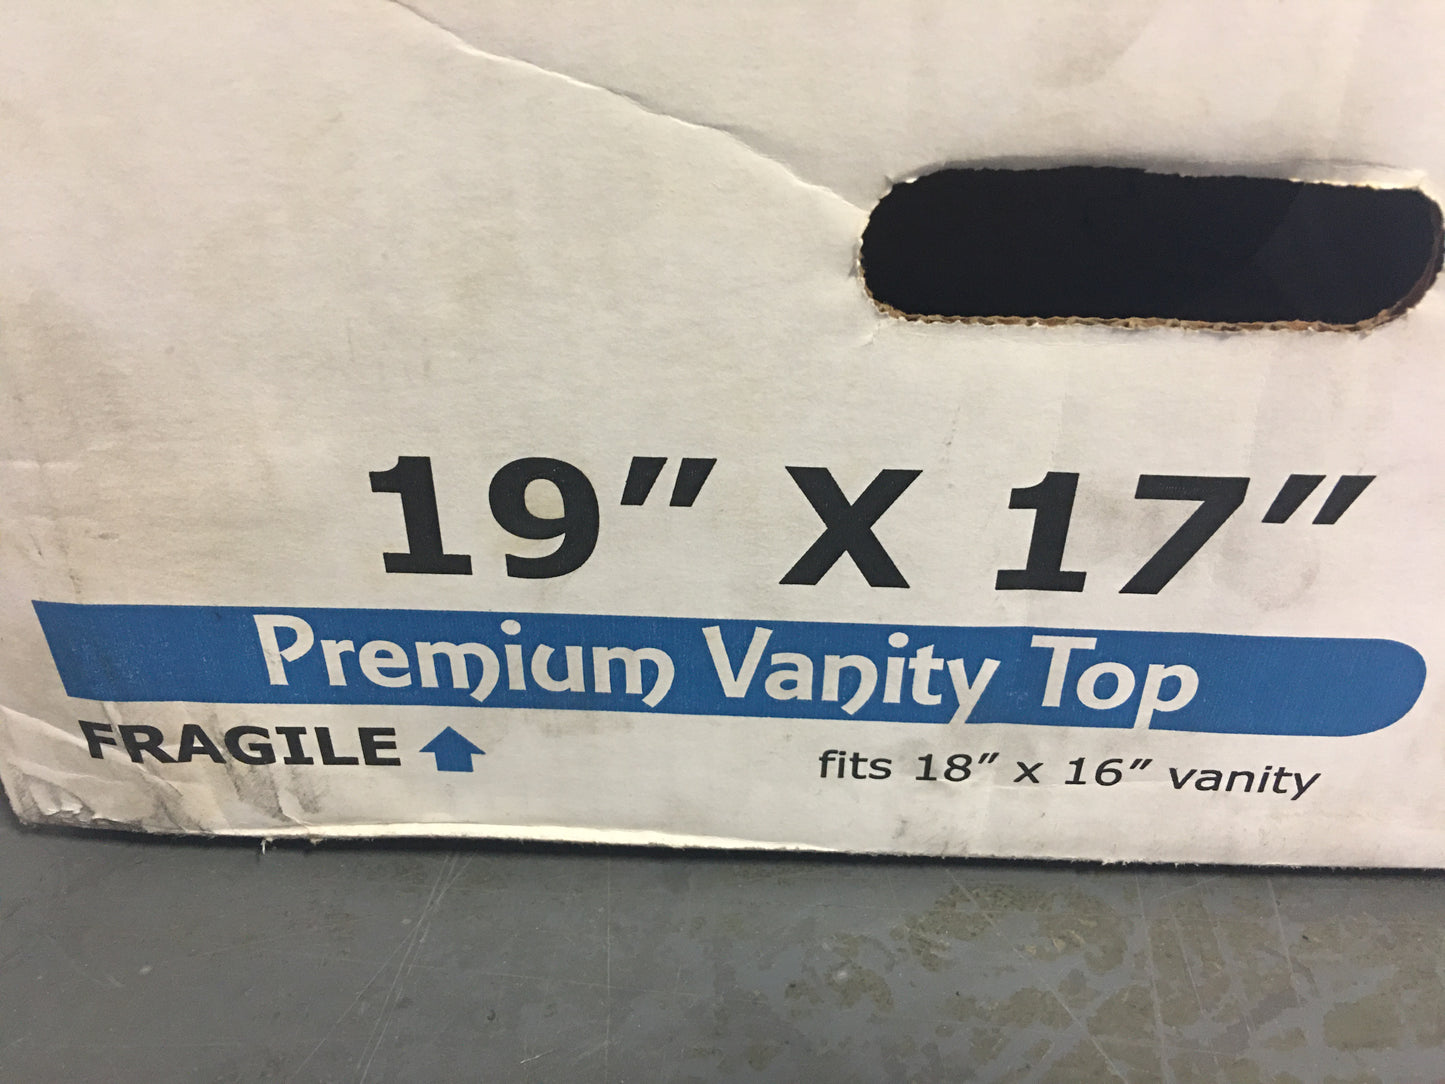 19" X 17"
Premium Vanity Top
FRAGILE
fits 18" x 16" vanity